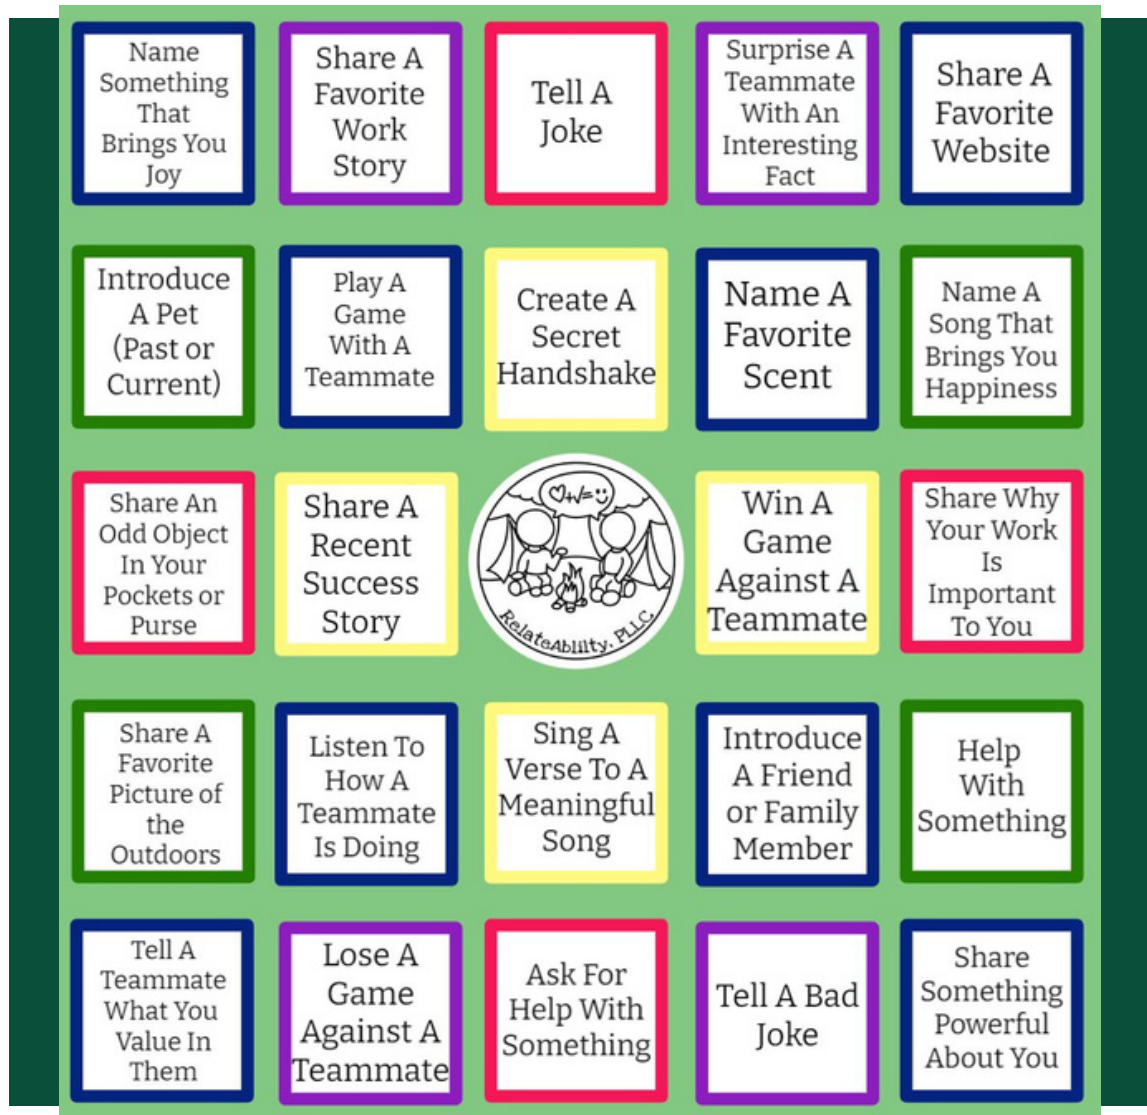 Name
Something
That
Brings You
Joy
Share A
Favorite
Work
Story
Tell A
Joke
Surprise A
Teammate
With An
Interesting
Fact
Share A
Favorite
Website
Introduce
A Pet
(Past or
Current)
Play A
Game
With A
Teammate
Create A
Secret
Handshake
Name A
Favorite
Scent
Name A
Song That
Brings You
Happiness
Share An
Odd Object
In Your
Pockets or
Purse
Share A
Recent
Success
Story
♡+√=☺
RelateAbility, PLLC
Win A
Game
Against A
Teammate
Share Why
Your Work
Is
Important
To You
Share A
Favorite
Picture of
the
Outdoors
Listen To
How A
Teammate
Is Doing
Sing A
Verse To A
Meaningful
Song
Introduce
A Friend
or Family
Member
Help
With
Something
Tell A
Teammate
What You
Value In
Them
Lose A
Game
Against A
Teammate
Ask For
Help With
Something
Tell A Bad
Joke
Share
Something
Powerful
About You